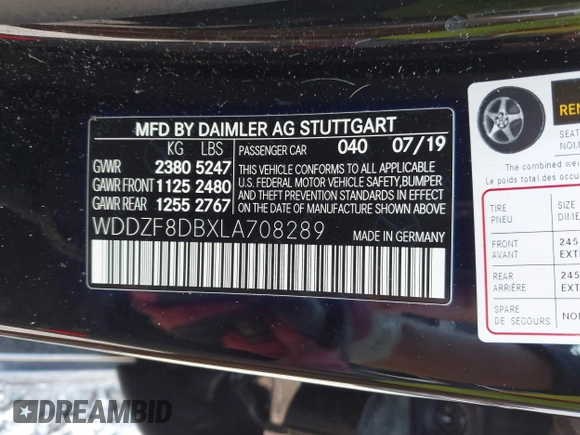 MFD BY DAIMLER AG STUTTGART
KG LBS
PASSENGER CAR 040 07/19
GVWR 2380 5247
GAWR FRONT 1125 2480
GAWR REAR 1255 2767
THIS VEHICLE CONFORMS TO ALL APPLICABLE
U.S. FEDERAL MOTOR VEHICLE SAFETY, BUMPER
AND THEFT PREVENTION STANDARDS IN EFFECT
ON THE DATE OF MANUFACTURE SHOWN ABOVE.
WDDZF8DBXLA708289
MADE IN GERMANY
The combined
Le poids total des
TIRE
PNEU
SIZE
FRONT
AVANT
245
REAR
ARRIÈRE
245
SPARE
DE SECOURS
DREAMBID